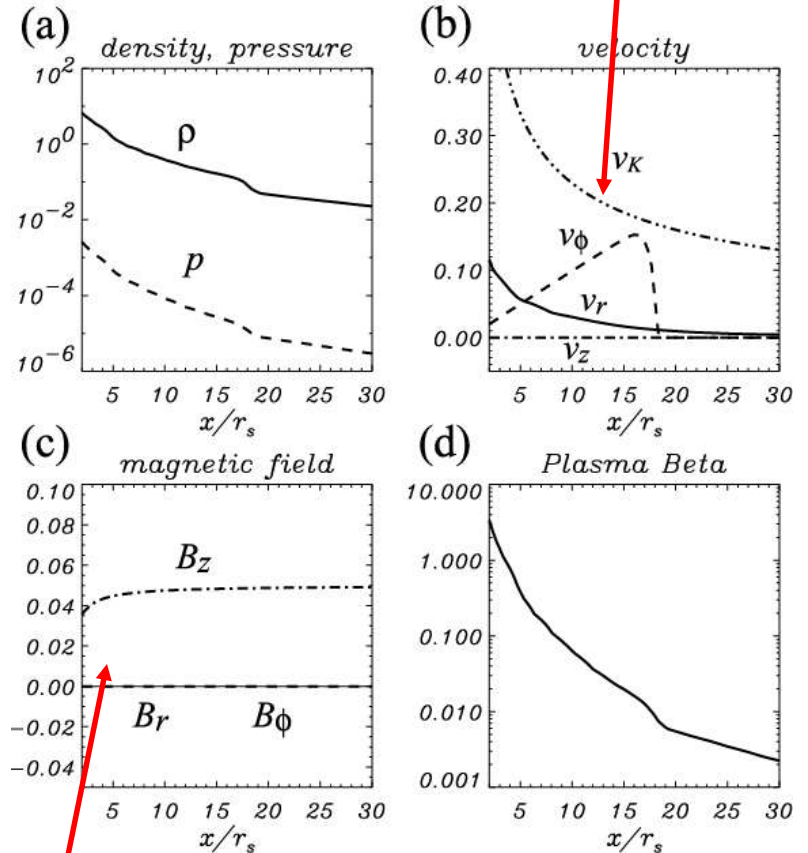 (a)
density, pressure
10^2
10^0
10^-2
10^-4
10^-6
ρ
p
5 10 15 20 25 30
x/r_s
(b)
velocity
0.40
0.30
0.20
0.10
0.00
v_K
v_ϕ
v_r
v_z
5 10 15 20 25 30
x/r_s
(c)
magnetic field
0.10
0.08
0.06
0.04
0.02
0.00
-0.02
-0.04
B_z
B_r B_ϕ
5 10 15 20 25 30
x/r_s
(d)
Plasma Beta
10.000
1.000
0.100
0.010
0.001
5 10 15 20 25 30
x/r_s